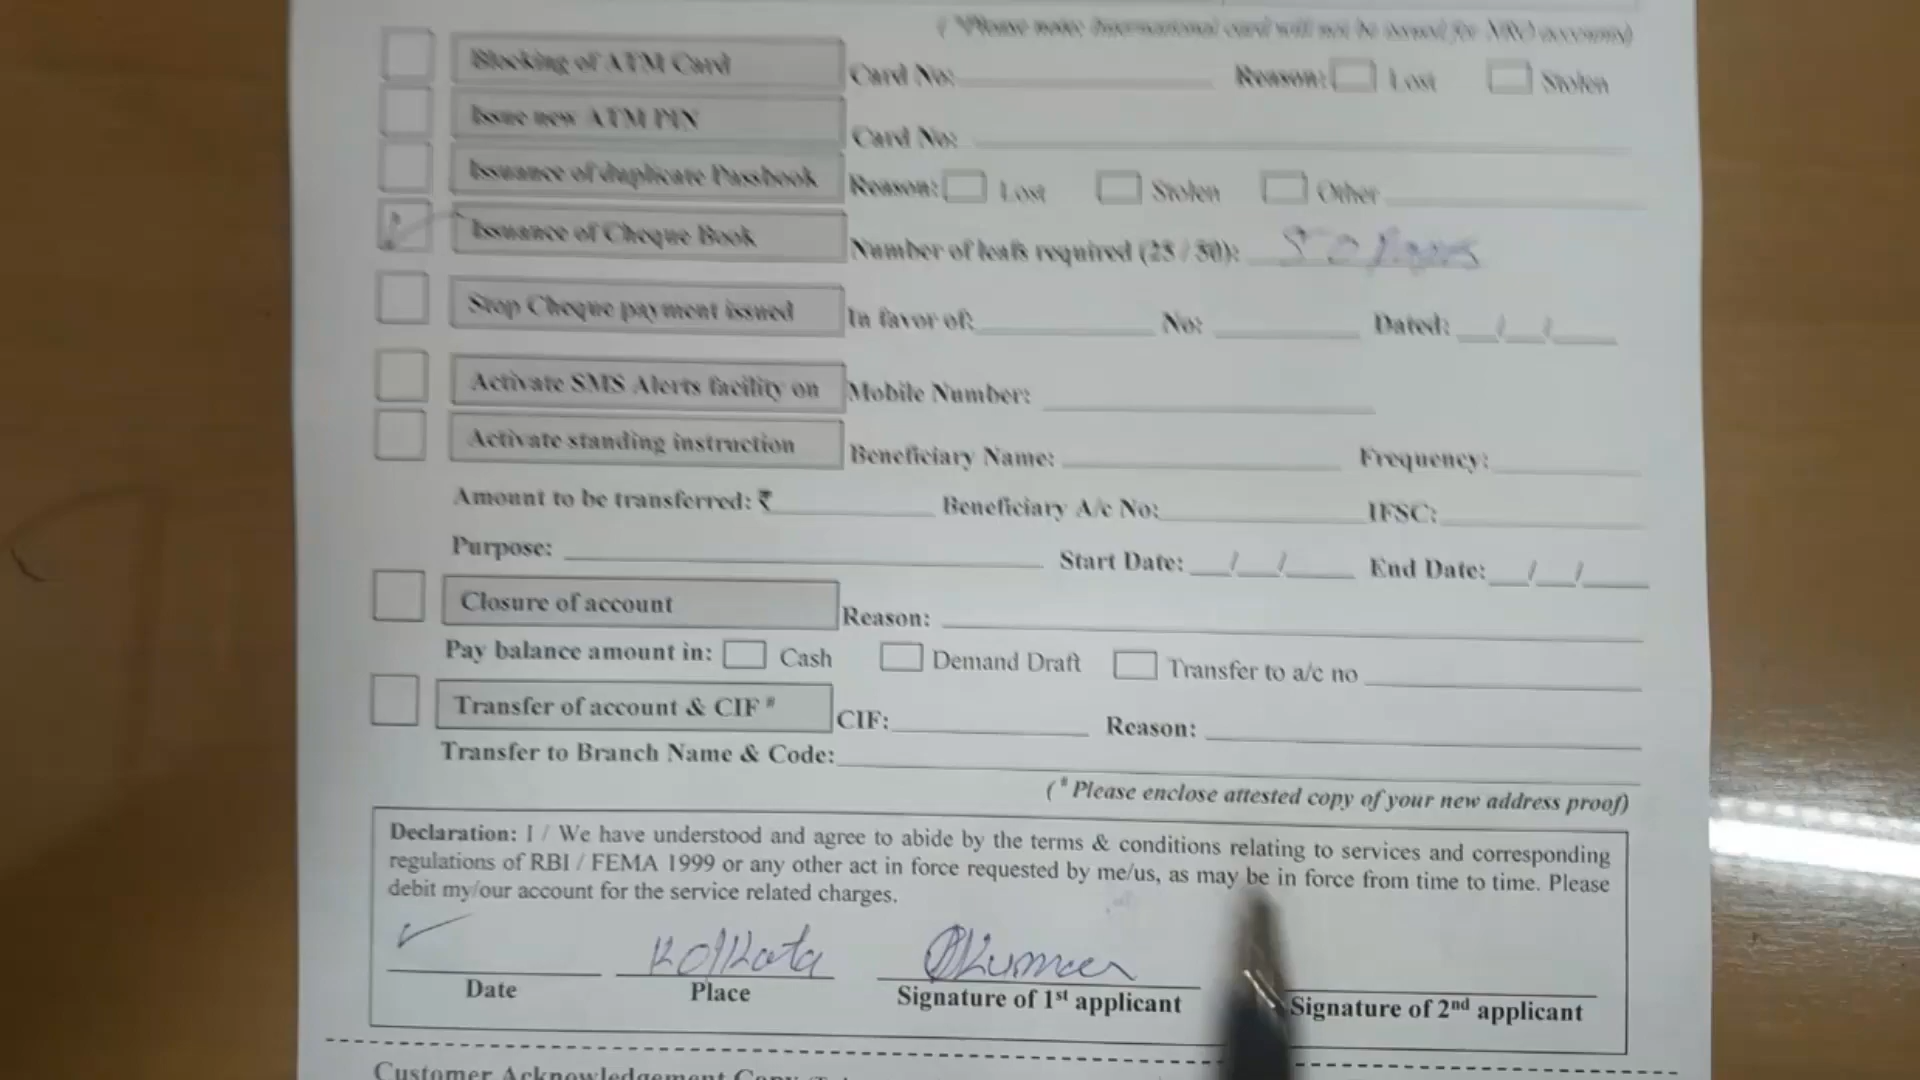 ( *Please note: International card will not be issued for NRO accounts)
Blocking of ATM Card Card No: Reason: Lost Stolen
Issue new ATM PIN Card No:
Issuance of duplicate Passbook Reason: Lost Stolen Other
Issuance of Cheque Book Number of leafs required (25 / 50): 50
Stop Cheque payment issued In favor of: No: Dated: / /
Activate SMS Alerts facility on Mobile Number:
Activate standing instruction Beneficiary Name: Frequency:
Amount to be transferred: ₹ Beneficiary A/c No: IFSC:
Purpose: Start Date: / / End Date: / /
Closure of account Reason:
Pay balance amount in: Cash Demand Draft Transfer to a/c no
Transfer of account & CIF # CIF: Reason:
Transfer to Branch Name & Code:
( # Please enclose attested copy of your new address proof)
Declaration: I / We have understood and agree to abide by the terms & conditions relating to services and corresponding
regulations of RBI / FEMA 1999 or any other act in force requested by me/us, as may be in force from time to time. Please
debit my/our account for the service related charges.
Kolkata Kumar
Date Place Signature of 1st applicant Signature of 2nd applicant
Customer Acknowledgement Copy